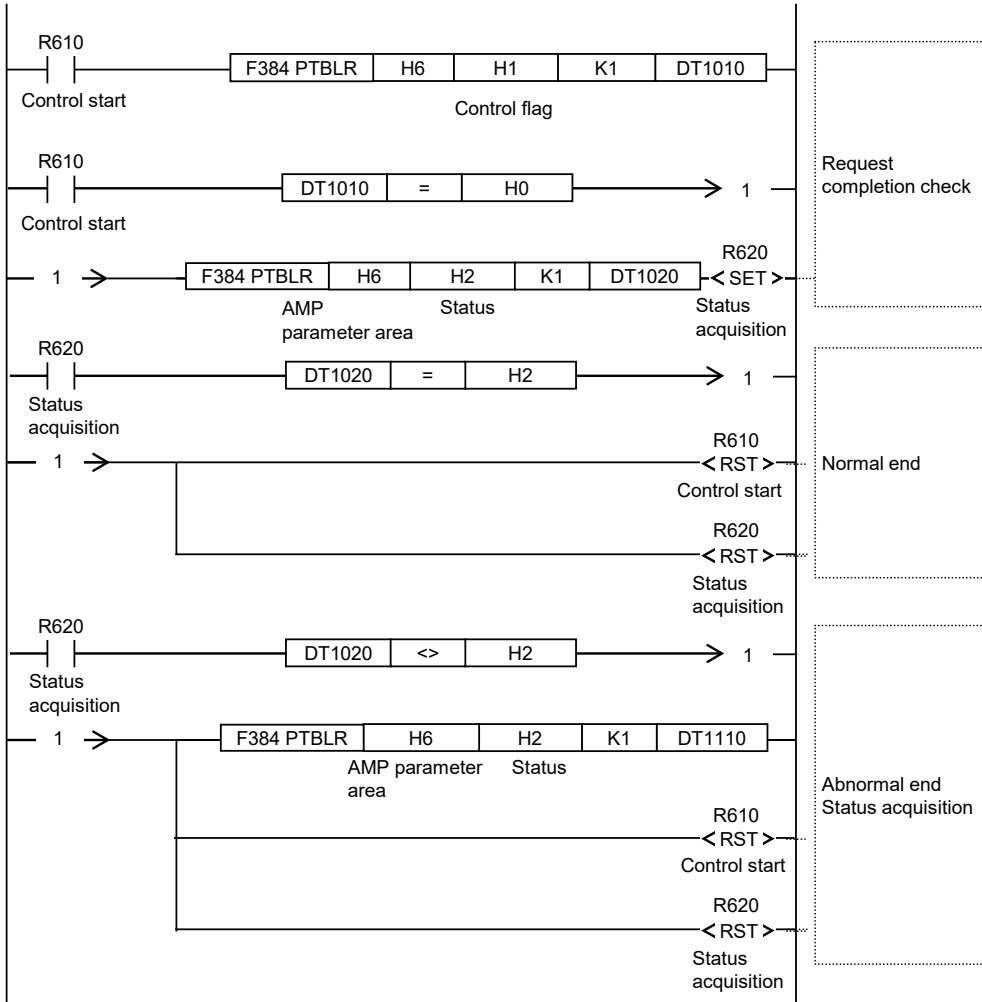 R610
F384 PTBLR H6 H1 K1 DT1010
Control start
Control flag
R610
DT1010 = H0 1
Control start
Request
completion check
1 F384 PTBLR H6 H2 K1 DT1020 R620
< SET >
AMP
parameter area
Status
Status
acquisition
R620
DT1020 = H2 1
Status
acquisition
1 R610
< RST >
Control start
Normal end
R620
< RST >
Status
acquisition
R620
DT1020 <> H2 1
Status
acquisition
1 F384 PTBLR H6 H2 K1 DT1110
AMP parameter
area
Status
Abnormal end
Status acquisition
R610
< RST >
Control start
R620
< RST >
Status
acquisition